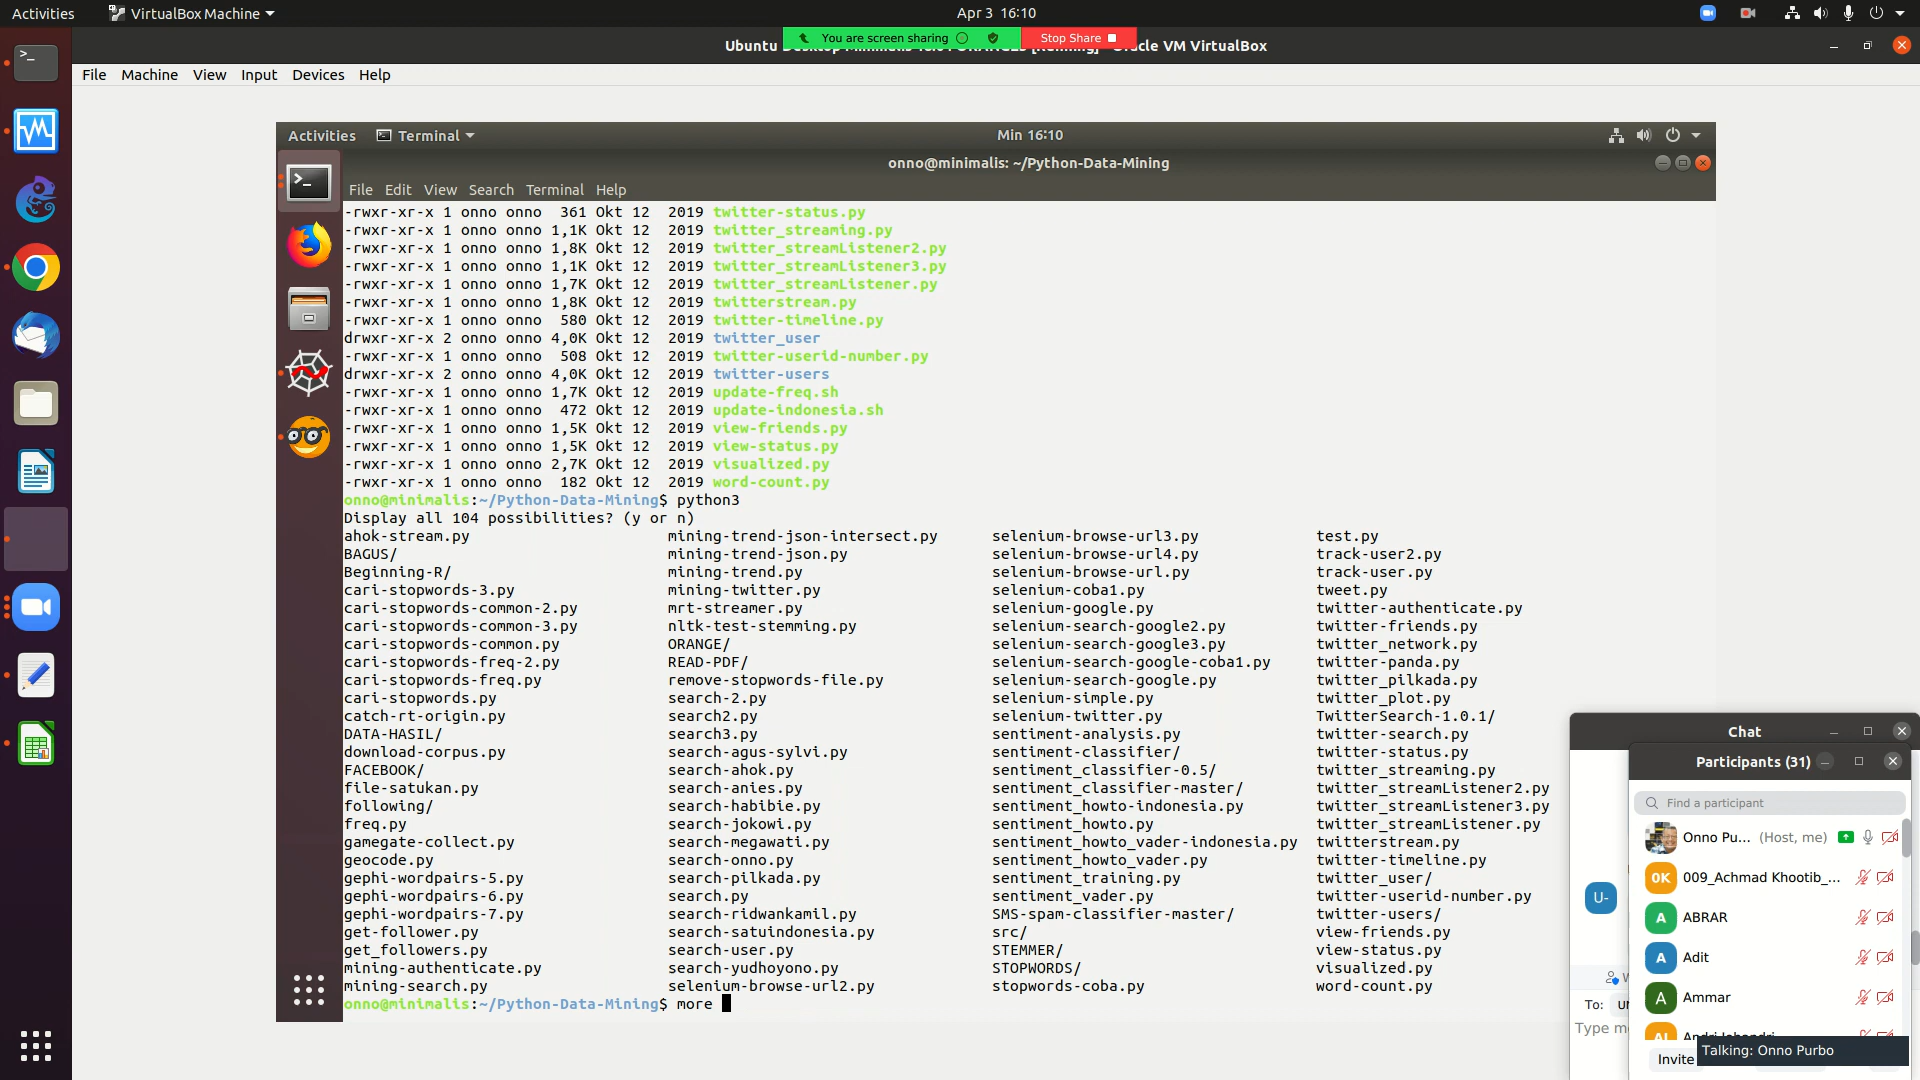 Activities VirtualBox Machine Apr 3 16:10
You are screen sharing Stop Share
Oracle VM VirtualBox
File Machine View Input Devices Help
Activities Terminal Min 16:10
onno@minimalis: ~/Python-Data-Mining
File Edit View Search Terminal Help
-rwxr-xr-x 1 onno onno 361 Okt 12 2019 twitter-status.py
-rwxr-xr-x 1 onno onno 1,1K Okt 12 2019 twitter_streaming.py
-rwxr-xr-x 1 onno onno 1,8K Okt 12 2019 twitter_streamListener2.py
-rwxr-xr-x 1 onno onno 1,1K Okt 12 2019 twitter_streamListener3.py
-rwxr-xr-x 1 onno onno 1,7K Okt 12 2019 twitter_streamListener.py
-rwxr-xr-x 1 onno onno 1,8K Okt 12 2019 twitterstream.py
-rwxr-xr-x 1 onno onno 580 Okt 12 2019 twitter-timeline.py
drwxr-xr-x 2 onno onno 4,0K Okt 12 2019 twitter_user
-rwxr-xr-x 1 onno onno 508 Okt 12 2019 twitter-userid-number.py
drwxr-xr-x 2 onno onno 4,0K Okt 12 2019 twitter-users
-rwxr-xr-x 1 onno onno 1,7K Okt 12 2019 update-freq.sh
-rwxr-xr-x 1 onno onno 472 Okt 12 2019 update-indonesia.sh
-rwxr-xr-x 1 onno onno 1,5K Okt 12 2019 view-friends.py
-rwxr-xr-x 1 onno onno 1,5K Okt 12 2019 view-status.py
-rwxr-xr-x 1 onno onno 2,7K Okt 12 2019 visualized.py
-rwxr-xr-x 1 onno onno 182 Okt 12 2019 word-count.py
onno@minimalis:~/Python-Data-Mining$ python3
Display all 104 possibilities? (y or n)
ahok-stream.py mining-trend-json-intersect.py selenium-browse-url3.py test.py
BAGUS/ mining-trend-json.py selenium-browse-url4.py track-user2.py
Beginning-R/ mining-trend.py selenium-browse-url.py track-user.py
cari-stopwords-3.py mining-twitter.py selenium-coba1.py tweet.py
cari-stopwords-common-2.py mrt-streamer.py selenium-google.py twitter-authenticate.py
cari-stopwords-common-3.py nltk-test-stemming.py selenium-search-google2.py twitter-friends.py
cari-stopwords-common.py ORANGE/ selenium-search-google3.py twitter_network.py
cari-stopwords-freq-2.py READ-PDF/ selenium-search-google-coba1.py twitter-panda.py
cari-stopwords-freq.py remove-stopwords-file.py selenium-search-google.py twitter_pilkada.py
cari-stopwords.py search-2.py selenium-simple.py twitter_plot.py
catch-rt-origin.py search2.py selenium-twitter.py TwitterSearch-1.0.1/
DATA-HASIL/ search3.py sentiment-analysis.py twitter-search.py
download-corpus.py search-agus-sylvi.py sentiment-classifier/ twitter-status.py
FACEBOOK/ search-ahok.py sentiment_classifier-0.5/ twitter_streaming.py
file-satukan.py search-anies.py sentiment_classifier-master/ twitter_streamListener2.py
following/ search-habibie.py sentiment_howto-indonesia.py twitter_streamListener3.py
freq.py search-jokowi.py sentiment_howto.py twitter_streamListener.py
gamegate-collect.py search-megawati.py sentiment_howto_vader-indonesia.py twitterstream.py
geocode.py search-onno.py sentiment_howto_vader.py twitter-timeline.py
gephi-wordpairs-5.py search-pilkada.py sentiment_training.py twitter_user/
gephi-wordpairs-6.py search.py sentiment_vader.py twitter-userid-number.py
gephi-wordpairs-7.py search-ridwankamil.py SMS-spam-classifier-master/ twitter-users/
get-follower.py search-satuindonesia.py src/ view-friends.py
get_followers.py search-user.py STEMMER/ view-status.py
mining-authenticate.py search-yudhoyono.py STOPWORDS/ visualized.py
mining-search.py selenium-browse-url2.py stopwords-coba.py word-count.py
onno@minimalis:~/Python-Data-Mining$ more
Chat
Participants (31)
Find a participant
Onno Pu... (Host, me)
0K 009_Achmad Khootib_...
U-
A ABRAR
A Adit
A Ammar
To:
Type
Invite
Talking: Onno Purbo